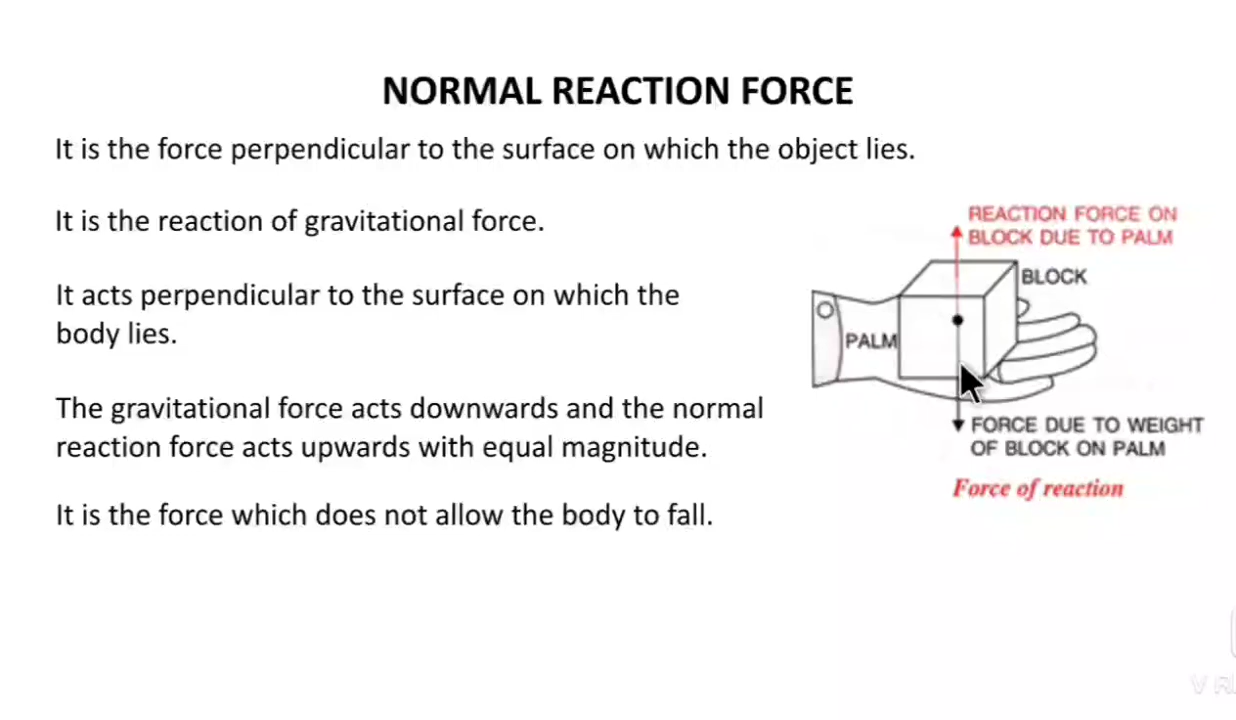 NORMAL REACTION FORCE
It is the force perpendicular to the surface on which the object lies.
It is the reaction of gravitational force.
It acts perpendicular to the surface on which the
body lies.
The gravitational force acts downwards and the normal
reaction force acts upwards with equal magnitude.
It is the force which does not allow the body to fall.
REACTION FORCE ON
BLOCK DUE TO PALM
BLOCK
PALM
FORCE DUE TO WEIGHT
OF BLOCK ON PALM
Force of reaction